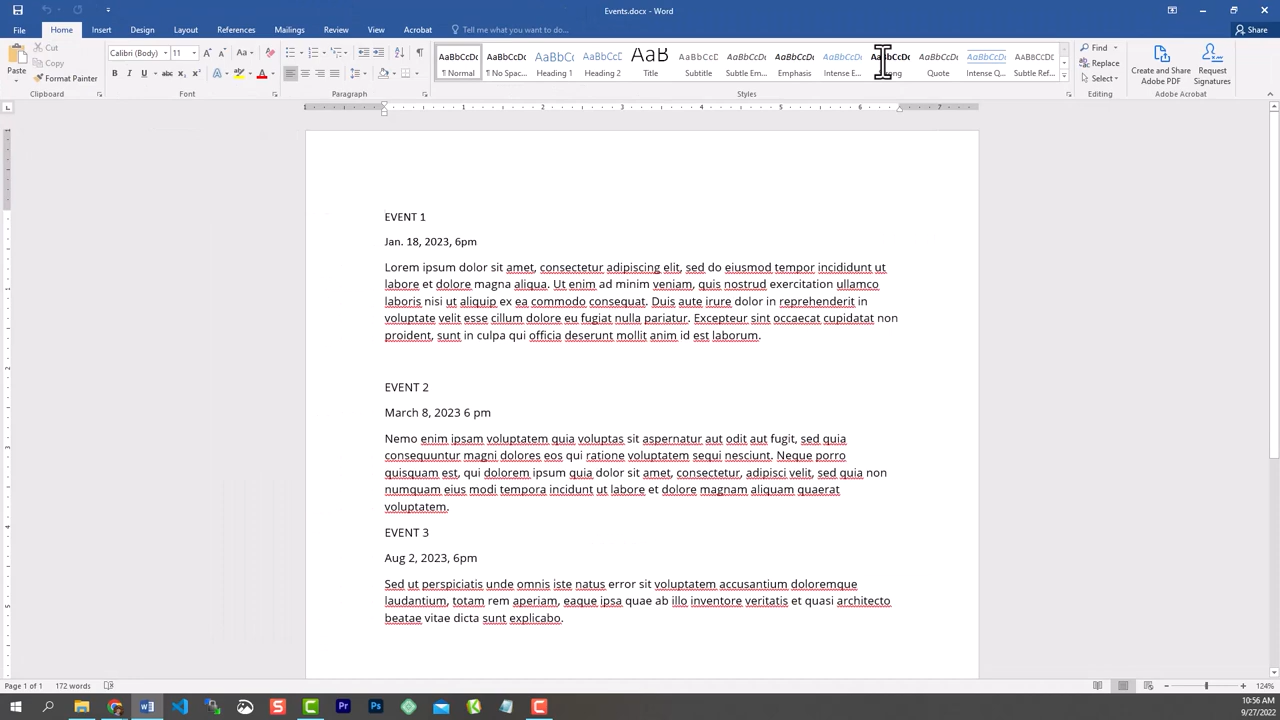 Events.docx - Word
File Home Insert Design Layout References Mailings Review View Acrobat Tell me what you want to do... Share
Paste Cut Copy Format Painter Clipboard
Calibri (Body) 11 Font
Paragraph
AaBbCcDc AaBbCcDc AaBbC AaBbCcE AaB AaBbCcD AaBbCcDc AaBbCcDc AaBbCcDc AaBbCcDc AaBbCcDc AaBbCcDc
¶ Normal ¶ No Spac... Heading 1 Heading 2 Title Subtitle Subtle Em... Emphasis Intense E... Quote Intense Q... Subtle Ref...
Styles
Find Replace Select Editing
Create and Share Adobe PDF Request Signatures Adobe Acrobat
1 2 3 4 5 6 7
EVENT 1
Jan. 18, 2023, 6pm
Lorem ipsum dolor sit amet, consectetur adipiscing elit, sed do eiusmod tempor incididunt ut
labore et dolore magna aliqua. Ut enim ad minim veniam, quis nostrud exercitation ullamco
laboris nisi ut aliquip ex ea commodo consequat. Duis aute irure dolor in reprehenderit in
voluptate velit esse cillum dolore eu fugiat nulla pariatur. Excepteur sint occaecat cupidatat non
proident, sunt in culpa qui officia deserunt mollit anim id est laborum.
EVENT 2
March 8, 2023 6 pm
Nemo enim ipsam voluptatem quia voluptas sit aspernatur aut odit aut fugit, sed quia
consequuntur magni dolores eos qui ratione voluptatem sequi nesciunt. Neque porro
quisquam est, qui dolorem ipsum quia dolor sit amet, consectetur, adipisci velit, sed quia non
numquam eius modi tempora incidunt ut labore et dolore magnam aliquam quaerat
voluptatem.
EVENT 3
Aug 2, 2023, 6pm
Sed ut perspiciatis unde omnis iste natus error sit voluptatem accusantium doloremque
laudantium, totam rem aperiam, eaque ipsa quae ab illo inventore veritatis et quasi architecto
beatae vitae dicta sunt explicabo.
Page 1 of 1 172 words 124%
10:56 AM
9/27/2022